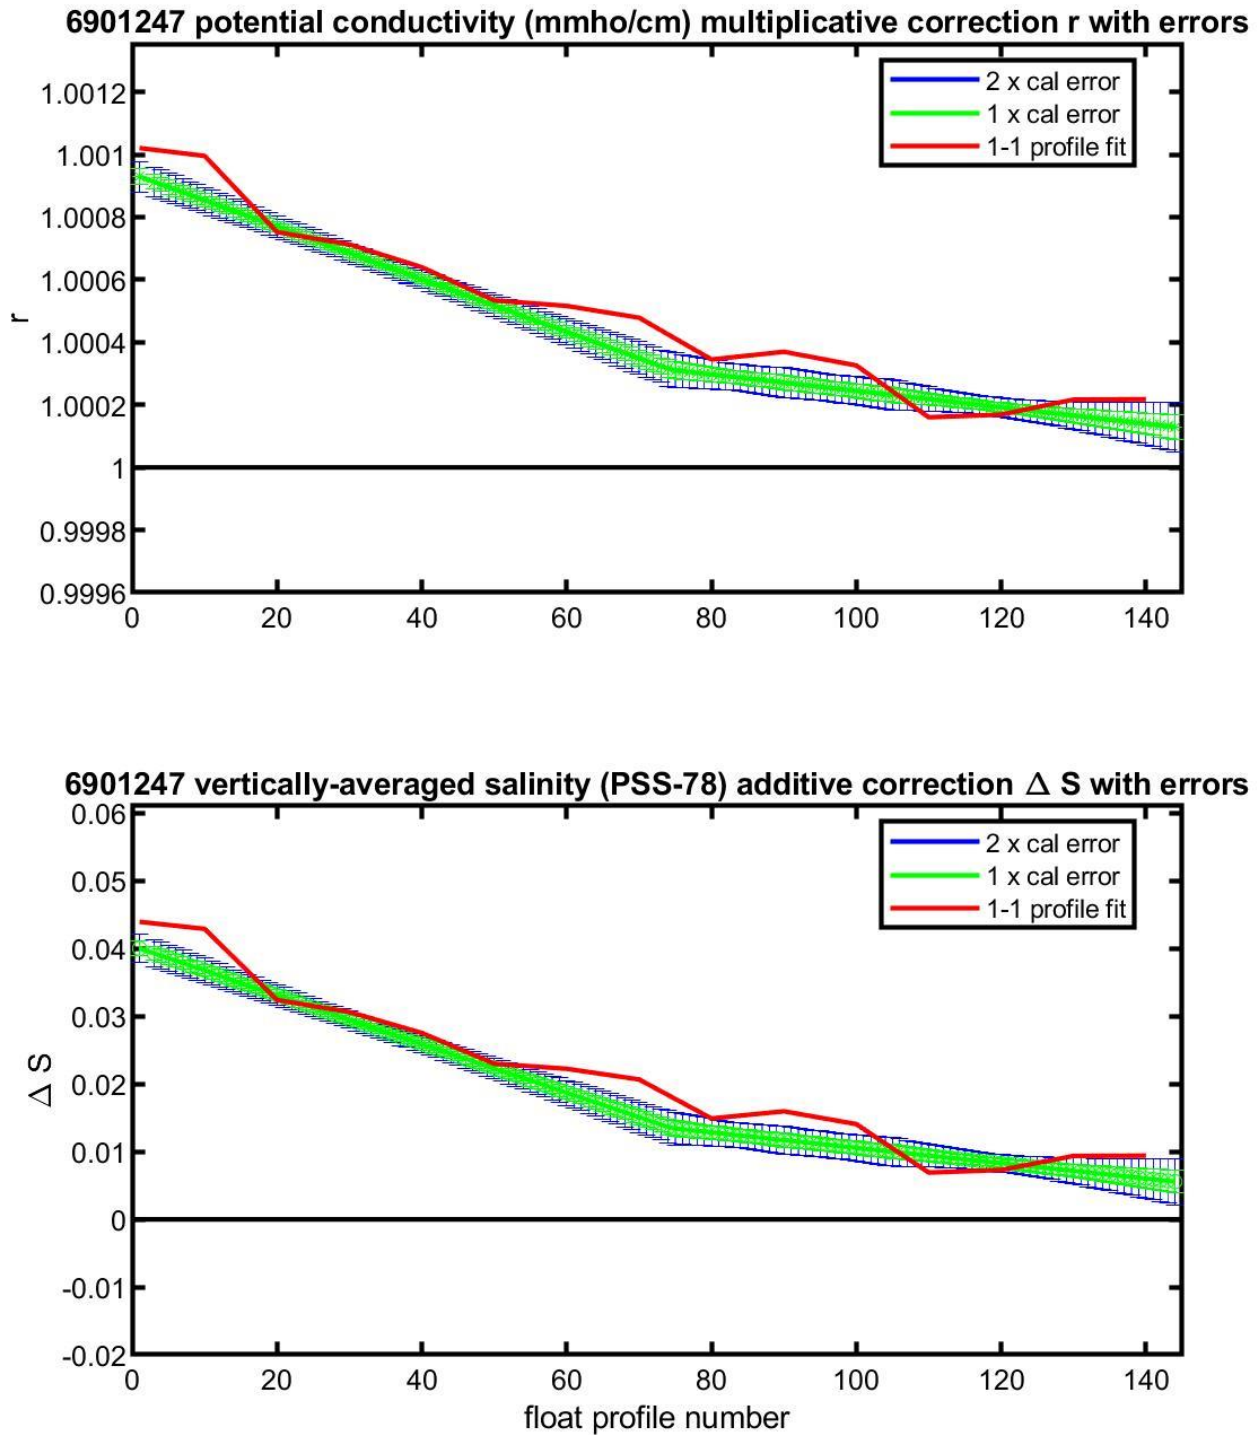 6901247 potential conductivity (mmho/cm) multiplicative correction r with errors
2 x cal error
1 x cal error
1-1 profile fit
1.0012
1.001
1.0008
1.0006
1.0004
1.0002
1
0.9998
0.9996
r
0 20 40 60 80 100 120 140
6901247 vertically-averaged salinity (PSS-78) additive correction Δ S with errors
2 x cal error
1 x cal error
1-1 profile fit
0.06
0.05
0.04
0.03
0.02
0.01
0
-0.01
-0.02
Δ S
0 20 40 60 80 100 120 140
float profile number